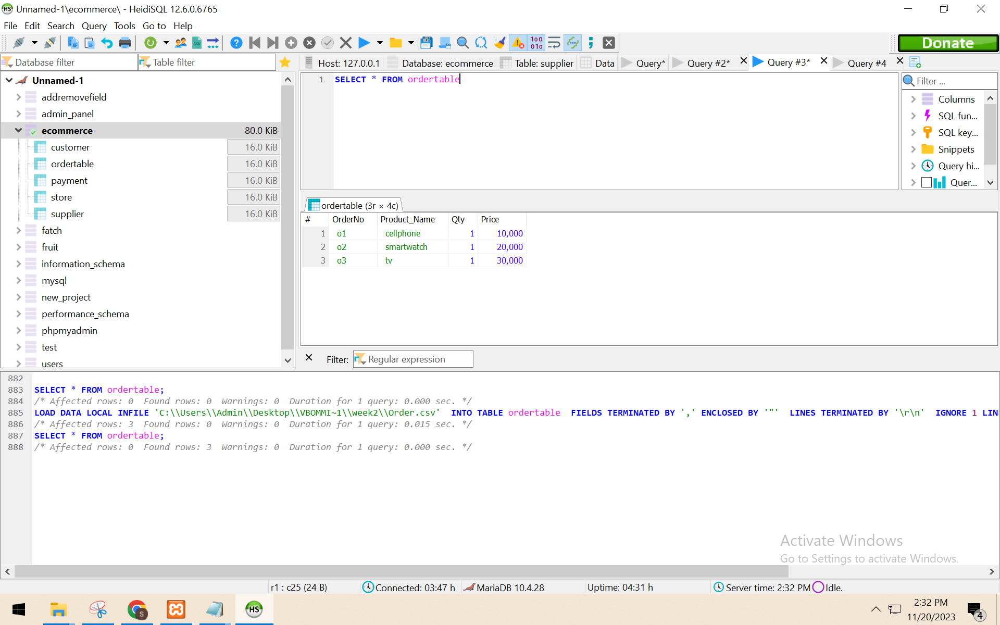 Unnamed-1\ecommerce\ - HeidiSQL 12.6.0.6765
File Edit Search Query Tools Go to Help
Donate
Database filter Table filter
Host: 127.0.0.1 Database: ecommerce Table: supplier Data Query* Query #2* Query #3* Query #4
Unnamed-1
addremovefield
admin_panel
ecommerce 80.0 KiB
customer 16.0 KiB
ordertable 16.0 KiB
payment 16.0 KiB
store 16.0 KiB
supplier 16.0 KiB
fatch
fruit
information_schema
mysql
new_project
performance_schema
phpmyadmin
test
users
1 SELECT * FROM ordertable
Filter ...
Columns
SQL fun...
SQL key...
Snippets
Query hi...
Quer...
ordertable (3r × 4c)
# OrderNo Product_Name Qty Price
1 o1 cellphone 1 10,000
2 o2 smartwatch 1 20,000
3 o3 tv 1 30,000
Filter: Regular expression
882
883 SELECT * FROM ordertable;
884 /* Affected rows: 0 Found rows: 0 Warnings: 0 Duration for 1 query: 0.000 sec. */
885 LOAD DATA LOCAL INFILE 'C:\\Users\\Admin\\Desktop\\VBOMMI~1\\week2\\Order.csv' INTO TABLE ordertable FIELDS TERMINATED BY ',' ENCLOSED BY '"' LINES TERMINATED BY '\r\n' IGNORE 1 LIN
886 /* Affected rows: 3 Found rows: 0 Warnings: 0 Duration for 1 query: 0.015 sec. */
887 SELECT * FROM ordertable;
888 /* Affected rows: 0 Found rows: 3 Warnings: 0 Duration for 1 query: 0.000 sec. */
Activate Windows
Go to Settings to activate Windows.
r1 : c25 (24 B) Connected: 03:47 h MariaDB 10.4.28 Uptime: 04:31 h Server time: 2:32 PM Idle.
HS
S
2:32 PM
11/20/2023
4